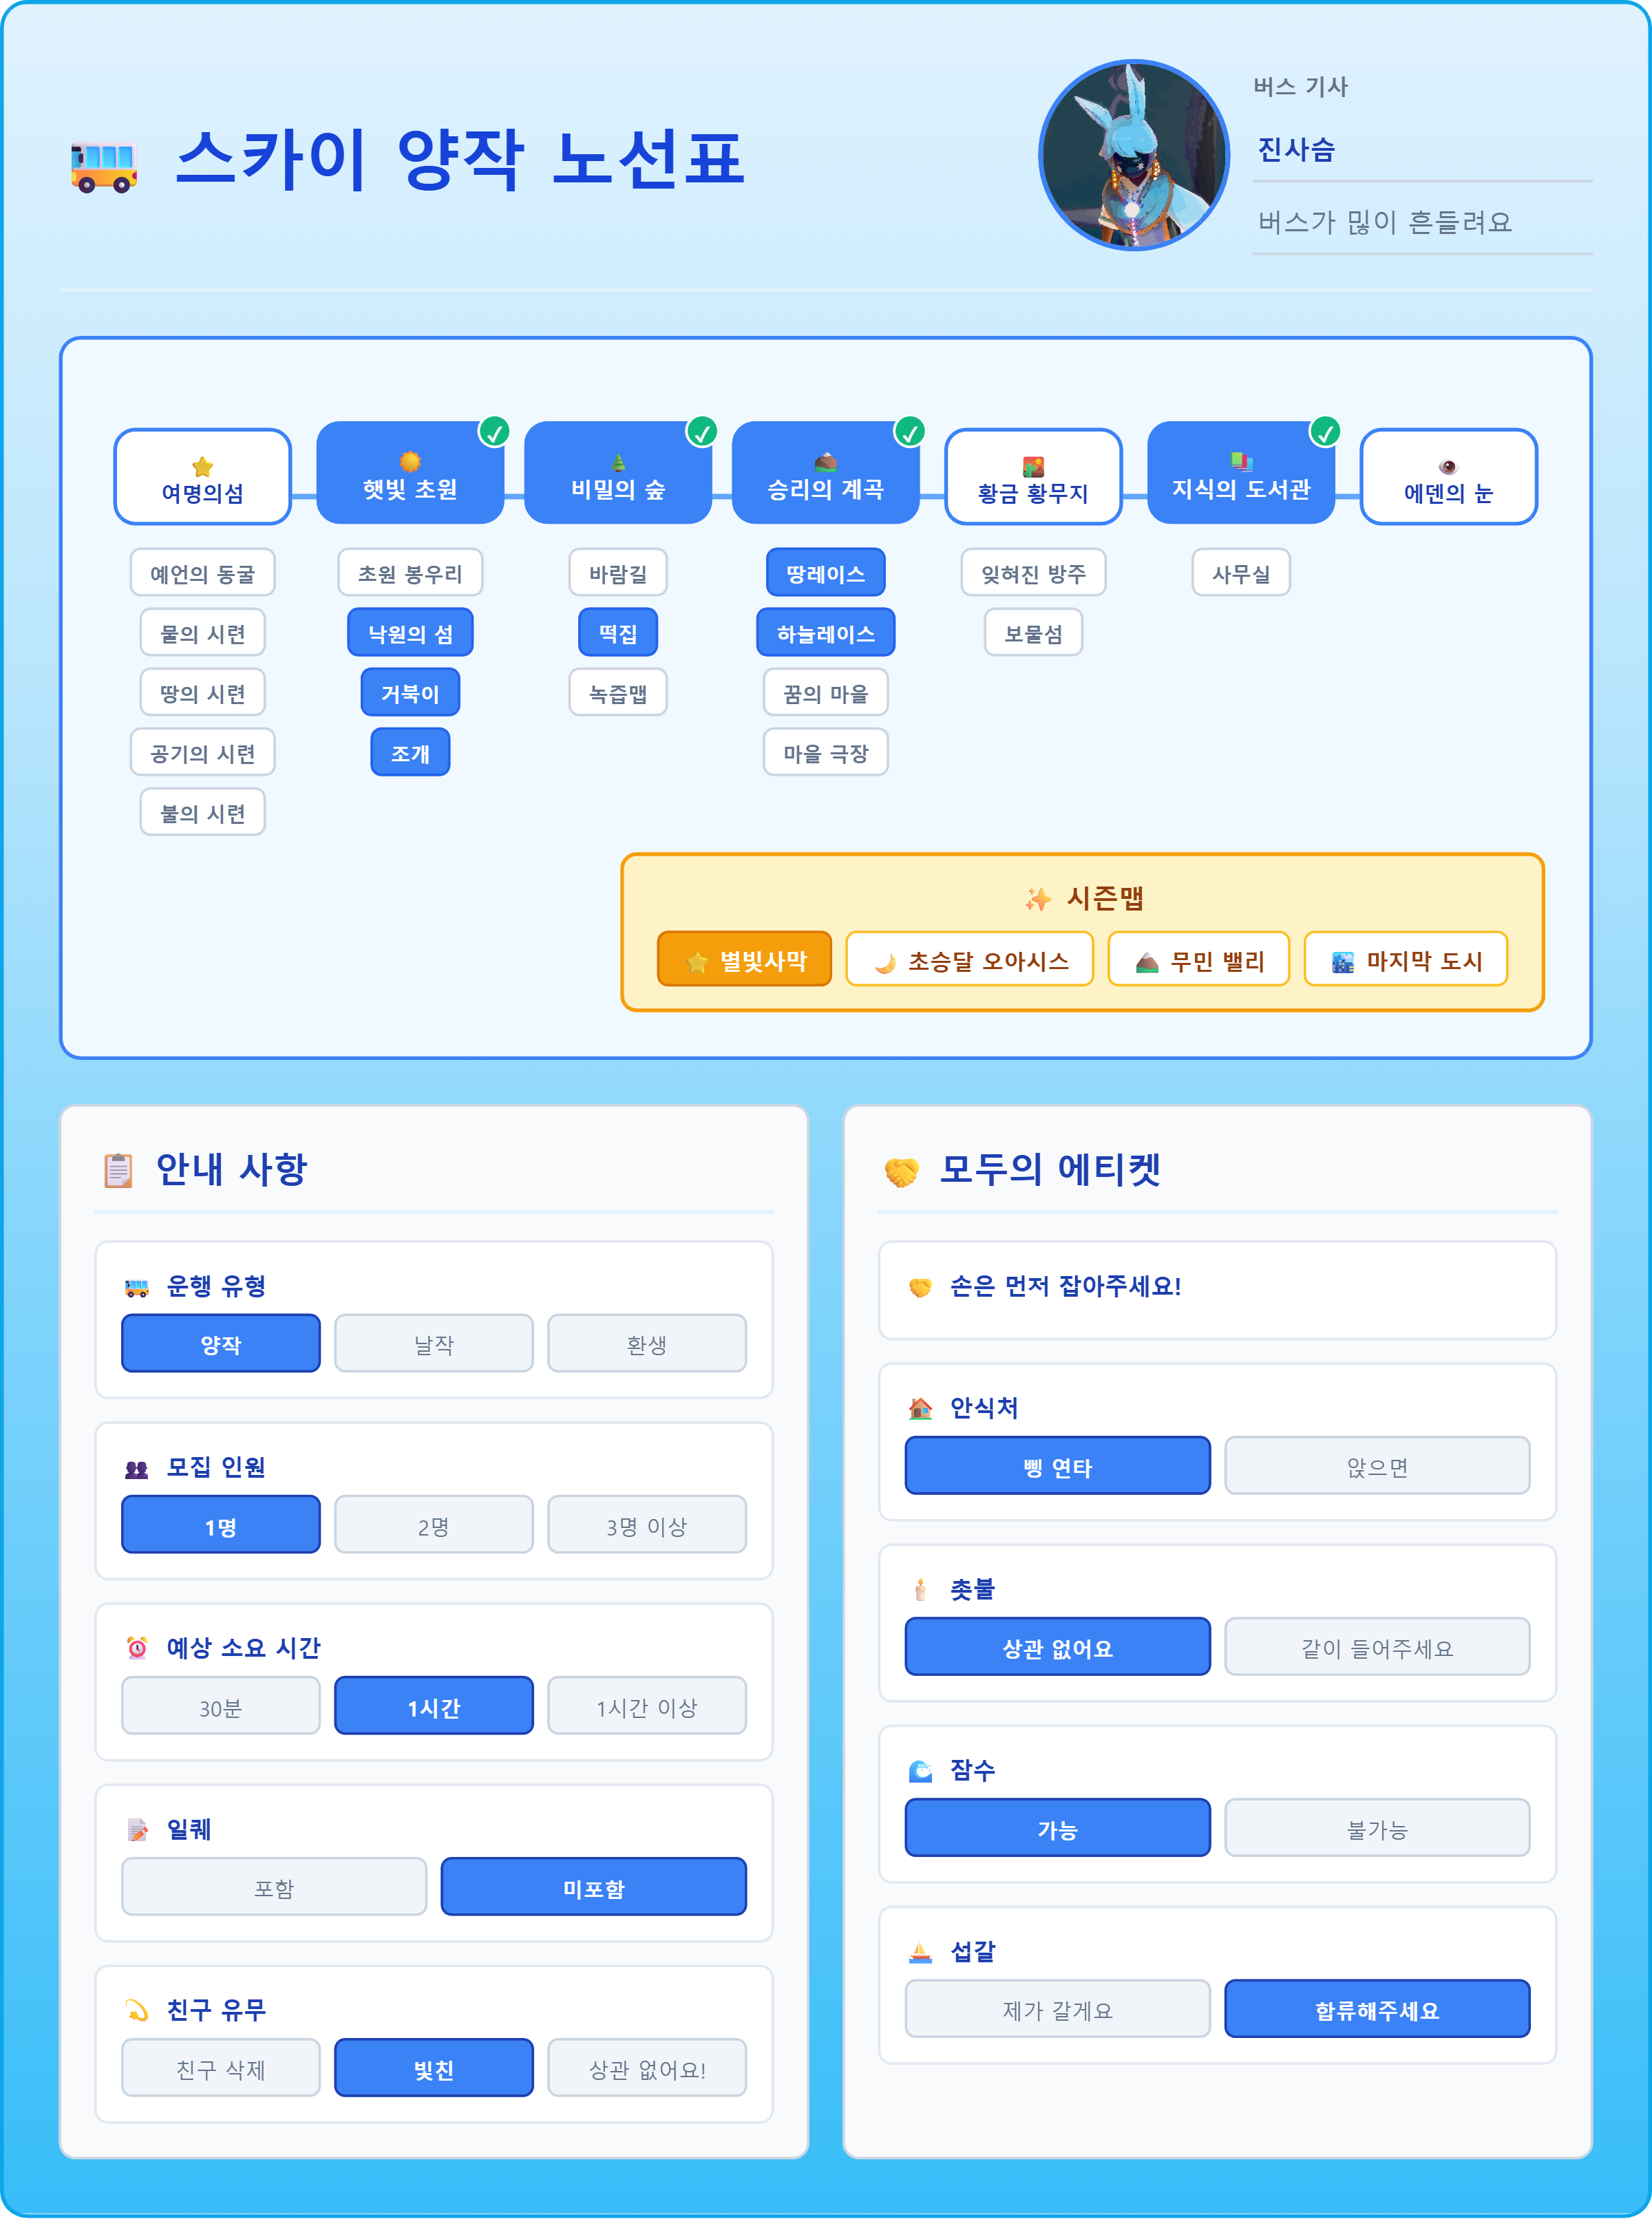 스카이 양작 노선표
버스 기사
진사슴
버스가 많이 흔들려요
여명의섬
햇빛 초원
비밀의 숲
승리의 계곡
황금 황무지
지식의 도서관
에덴의 눈
예언의 동굴
물의 시련
땅의 시련
공기의 시련
불의 시련
초원 봉우리
낙원의 섬
거북이
조개
바람길
떡집
녹즙맵
땅레이스
하늘레이스
꿈의 마을
마을 극장
잊혀진 방주
보물섬
사무실
시즌맵
별빛사막
초승달 오아시스
무민 밸리
마지막 도시
안내 사항
운행 유형
양작
날작
환생
모집 인원
1명
2명
3명 이상
예상 소요 시간
30분
1시간
1시간 이상
일퀘
포함
미포함
친구 유무
친구 삭제
빛친
상관 없어요!
모두의 에티켓
손은 먼저 잡아주세요!
안식처
삥 연타
앉으면
촛불
상관 없어요
같이 들어주세요
잠수
가능
불가능
섭갈
제가 갈게요
합류해주세요